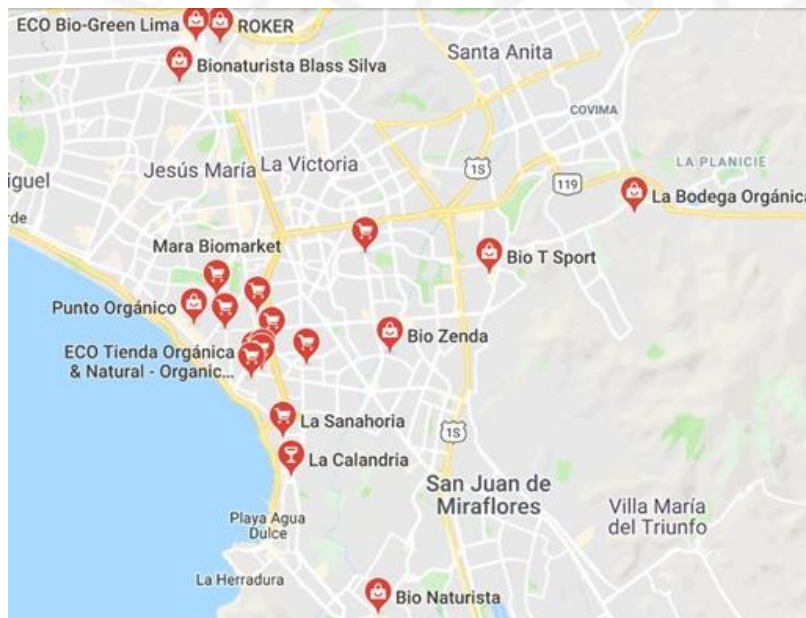 ECO Bio-Green Lima
ROKER
Bionaturista Blass Silva
Santa Anita
COVIMA
Jesús María
La Victoria
1S
LA PLANICIE
iguel
119
La Bodega Orgánica
rde
Mara Biomarket
Bio T Sport
Punto Orgánico
Bio Zenda
ECO Tienda Orgánica
& Natural - Organic...
La Sanahoria
1S
La Calandria
San Juan de
Miraflores
Villa María
del Triunfo
Playa Agua
Dulce
La Herradura
Bio Naturista